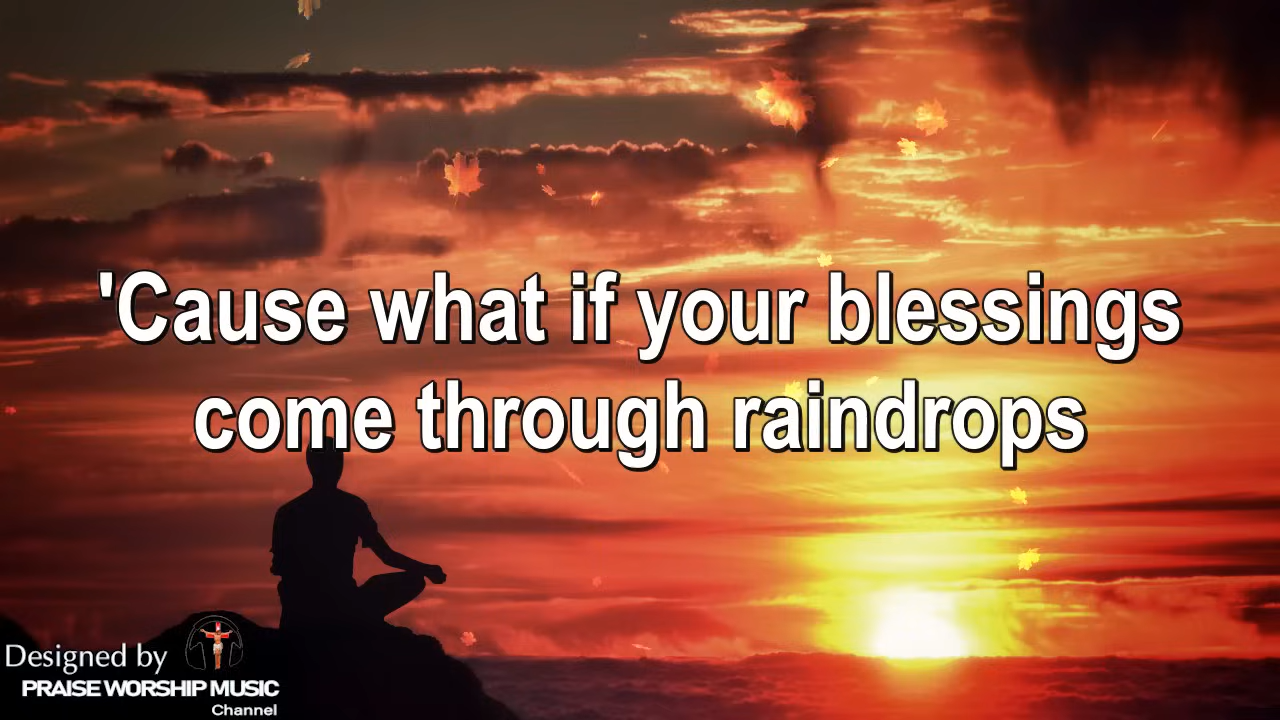 'Cause what if your blessings
come through raindrops
Designed by
PRAISE WORSHIP MUSIC
Channel